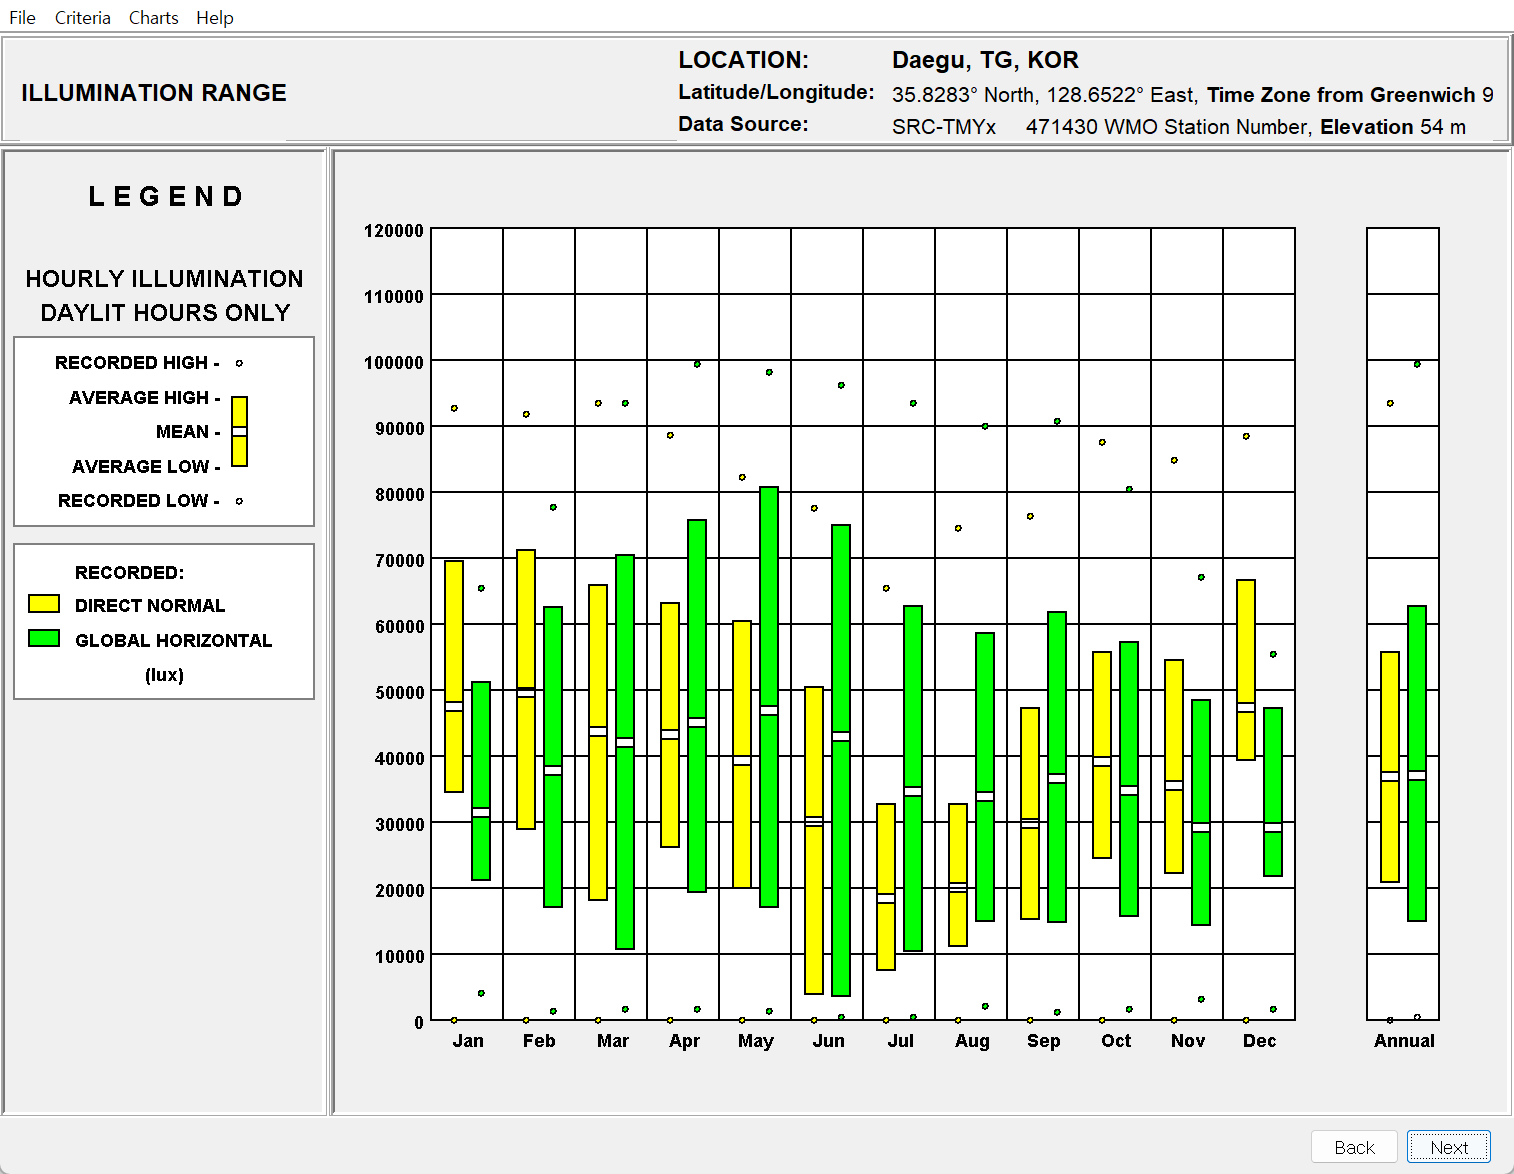 File Criteria Charts Help
ILLUMINATION RANGE
LOCATION: Daegu, TG, KOR
Latitude/Longitude: 35.8283° North, 128.6522° East, Time Zone from Greenwich 9
Data Source: SRC-TMYx 471430 WMO Station Number, Elevation 54 m
LEGEND
HOURLY ILLUMINATION
DAYLIT HOURS ONLY
RECORDED HIGH -
AVERAGE HIGH -
MEAN -
AVERAGE LOW -
RECORDED LOW -
RECORDED:
DIRECT NORMAL
GLOBAL HORIZONTAL
(lux)
120000
110000
100000
90000
80000
70000
60000
50000
40000
30000
20000
10000
0
Jan Feb Mar Apr May Jun Jul Aug Sep Oct Nov Dec Annual
Back Next